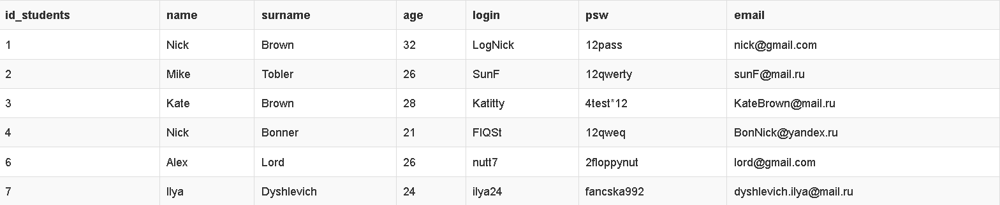 id_students name surname age login psw email
1 Nick Brown 32 LogNick 12pass nick@gmail.com
2 Mike Tobler 26 SunF 12qwerty sunF@mail.ru
3 Kate Brown 28 Katitty 4test*12 KateBrown@mail.ru
4 Nick Bonner 21 FIQSt 12qweq BonNick@yandex.ru
6 Alex Lord 26 nutt7 2floppynut lord@gmail.com
7 Ilya Dyshlevich 24 ilya24 fancska992 dyshlevich.ilya@mail.ru